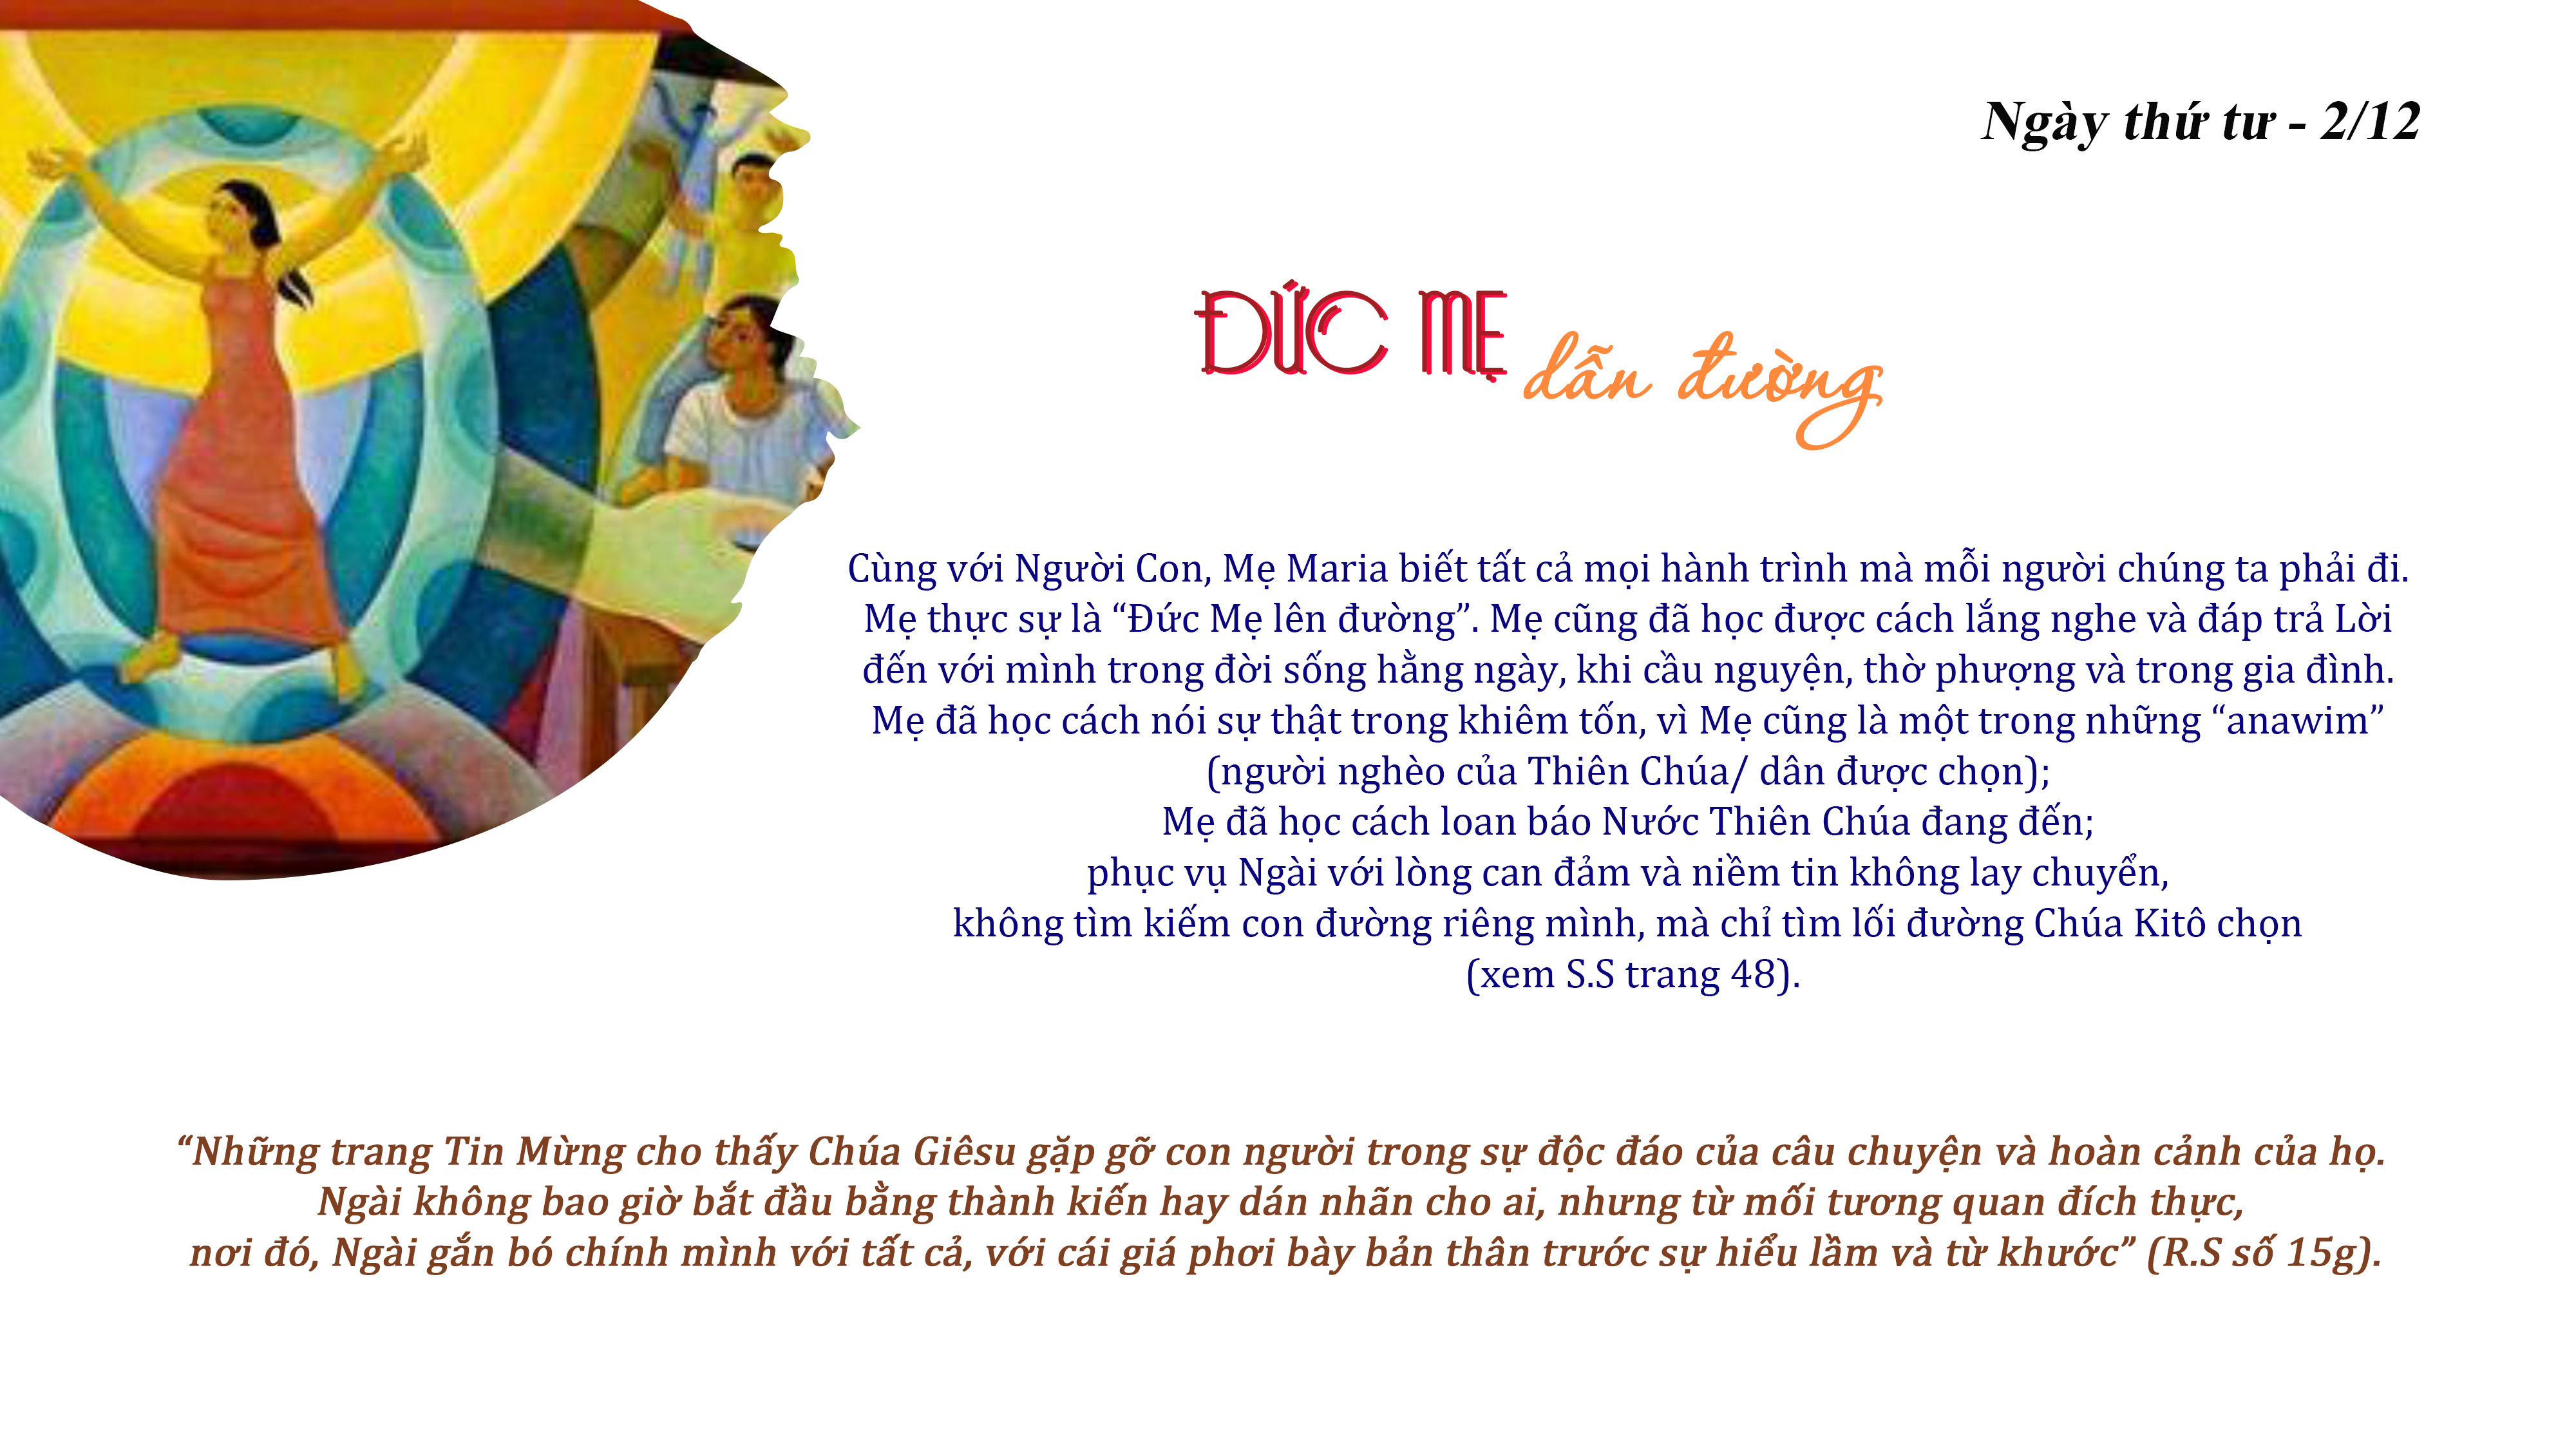 Ngày thứ tư - 2/12
ĐỨC MẸ dẫn đường
Cùng với Người Con, Mẹ Maria biết tất cả mọi hành trình mà mỗi người chúng ta phải đi.
Mẹ thực sự là “Đức Mẹ lên đường”. Mẹ cũng đã học được cách lắng nghe và đáp trả Lời
đến với mình trong đời sống hằng ngày, khi cầu nguyện, thờ phượng và trong gia đình.
Mẹ đã học cách nói sự thật trong khiêm tốn, vì Mẹ cũng là một trong những “anawim”
(người nghèo của Thiên Chúa/ dân được chọn);
Mẹ đã học cách loan báo Nước Thiên Chúa đang đến;
phục vụ Ngài với lòng can đảm và niềm tin không lay chuyển,
không tìm kiếm con đường riêng mình, mà chỉ tìm lối đường Chúa Kitô chọn
(xem S.S trang 48).
“Những trang Tin Mừng cho thấy Chúa Giêsu gặp gỡ con người trong sự độc đáo của câu chuyện và hoàn cảnh của họ.
Ngài không bao giờ bắt đầu bằng thành kiến hay dán nhãn cho ai, nhưng từ mối tương quan đích thực,
nơi đó, Ngài gắn bó chính mình với tất cả, với cái giá phơi bày bản thân trước sự hiểu lầm và từ khước” (R.S số 15g).